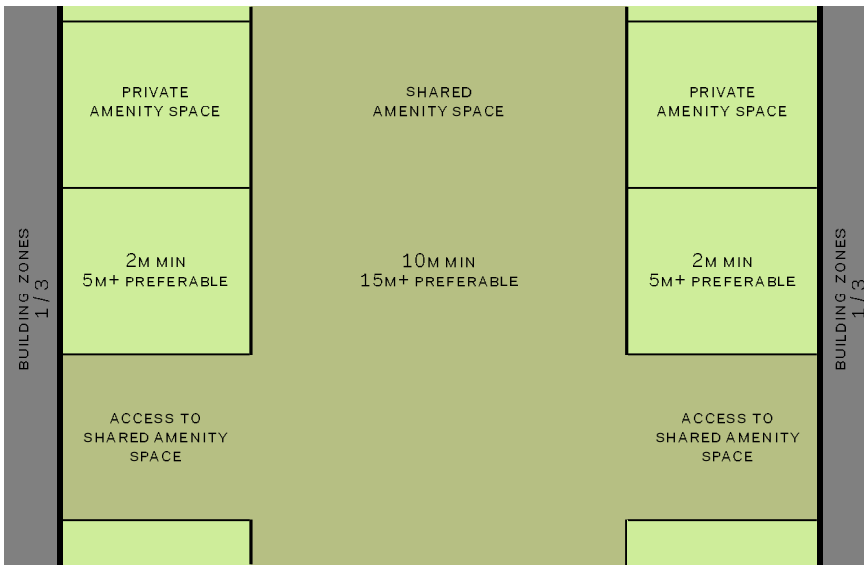 PRIVATE
AMENITY SPACE
SHARED
AMENITY SPACE
PRIVATE
AMENITY SPACE
BUILDING ZONES
1 / 3
2M MIN
5M+ PREFERABLE
10M MIN
15M+ PREFERABLE
2M MIN
5M+ PREFERABLE
BUILDING ZONES
1 / 3
ACCESS TO
SHARED AMENITY
SPACE
ACCESS TO
SHARED AMENITY
SPACE